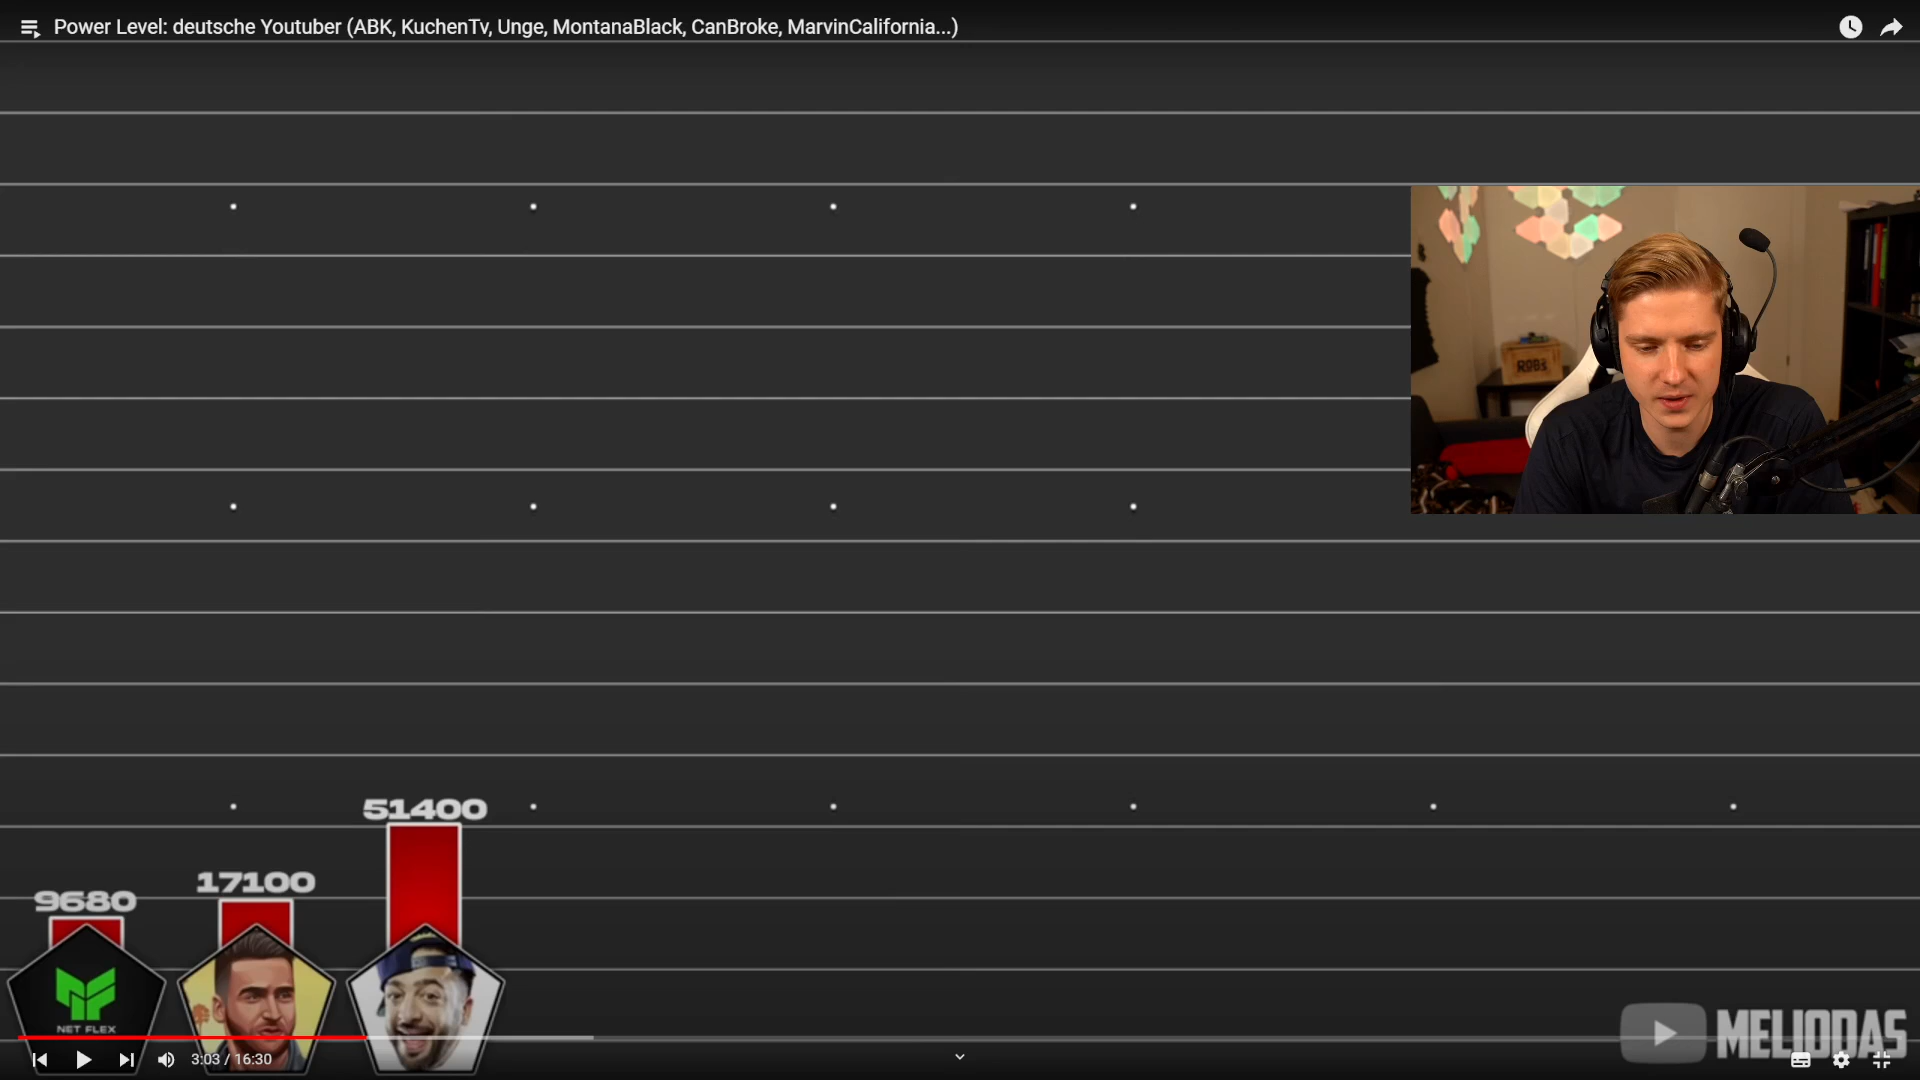 Power Level: deutsche Youtuber (ABK, KuchenTv, Unge, MontanaBlack, CanBroke, MarvinCalifornia...)
ROB3
51400
17100
9680
NET FLEX
MELIODAS
3:03 / 16:30